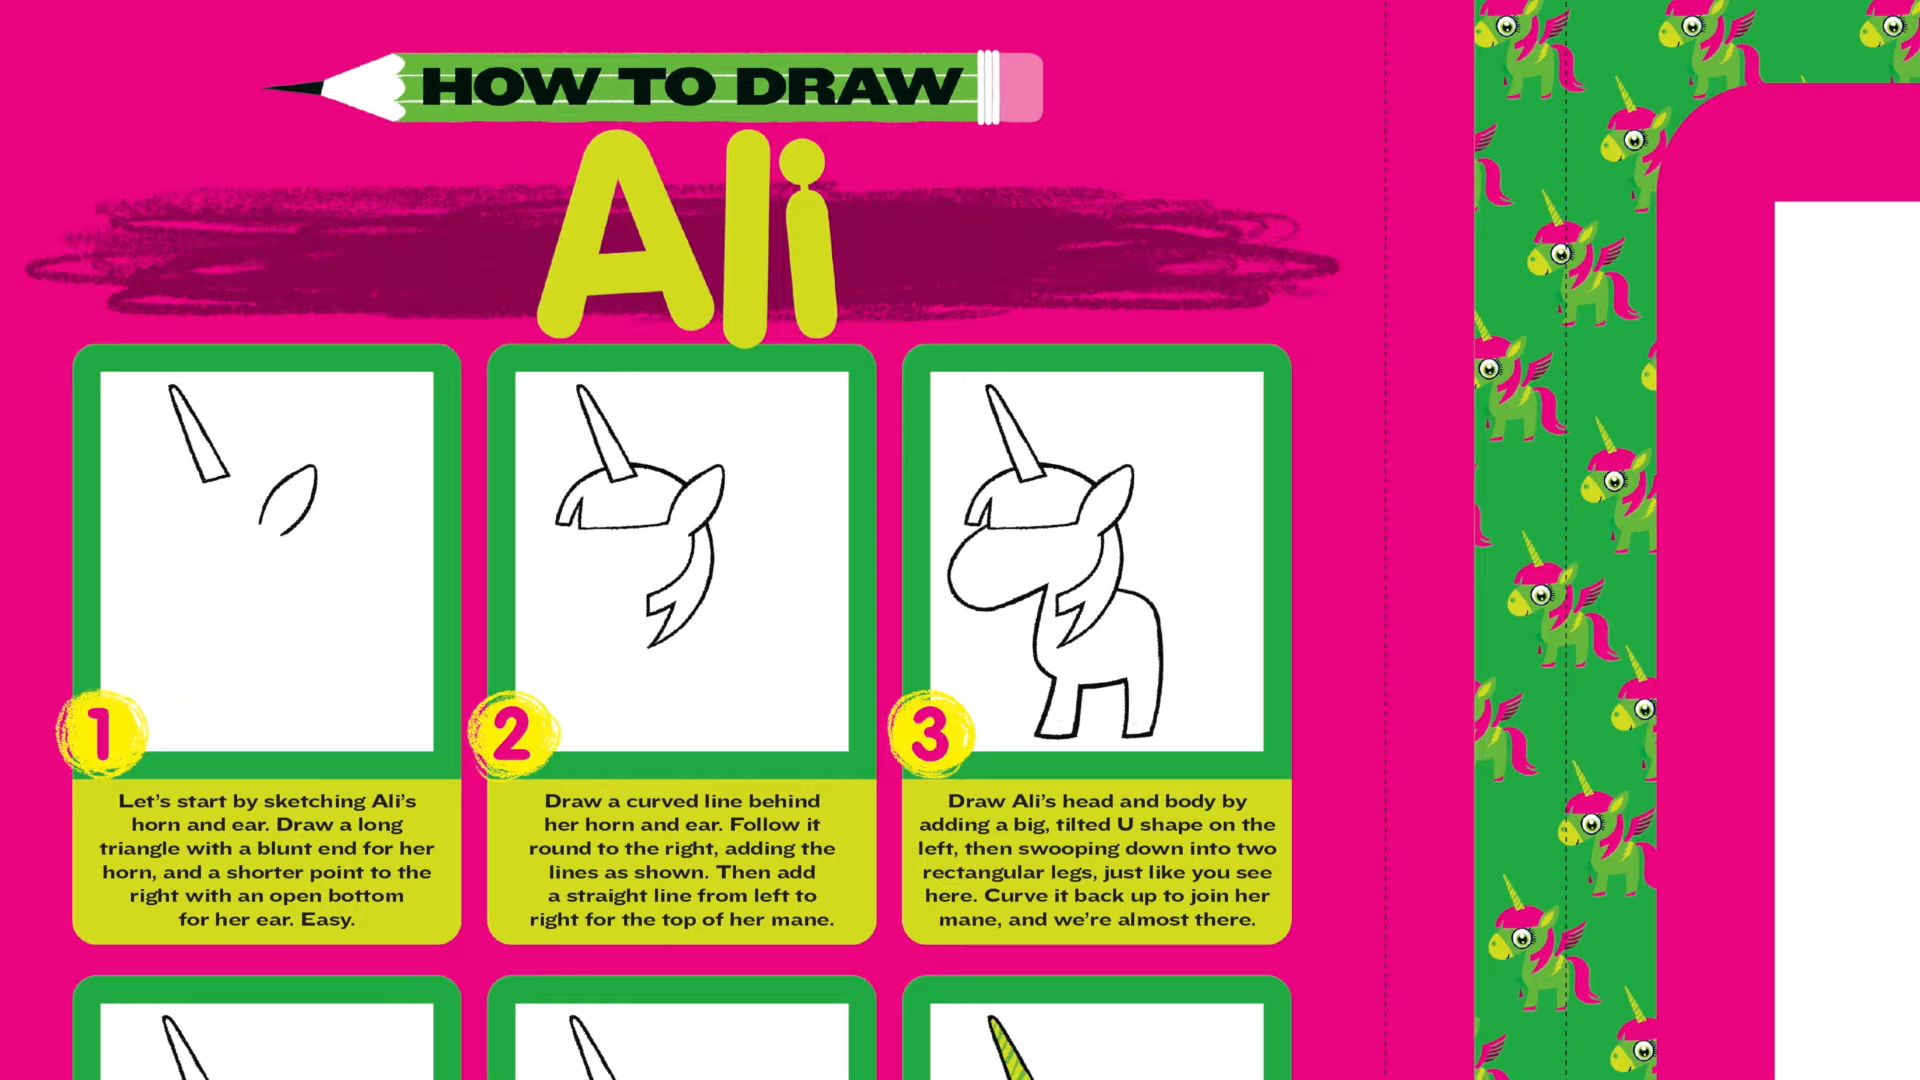 HOW TO DRAW
Ali
1
Let's start by sketching Ali's
horn and ear. Draw a long
triangle with a blunt end for her
horn, and a shorter point to the
right with an open bottom
for her ear. Easy.
2
Draw a curved line behind
her horn and ear. Follow it
round to the right, adding the
lines as shown. Then add
a straight line from left to
right for the top of her mane.
3
Draw Ali's head and body by
adding a big, tilted U shape on the
left, then swooping down into two
rectangular legs, just like you see
here. Curve it back up to join her
mane, and we're almost there.